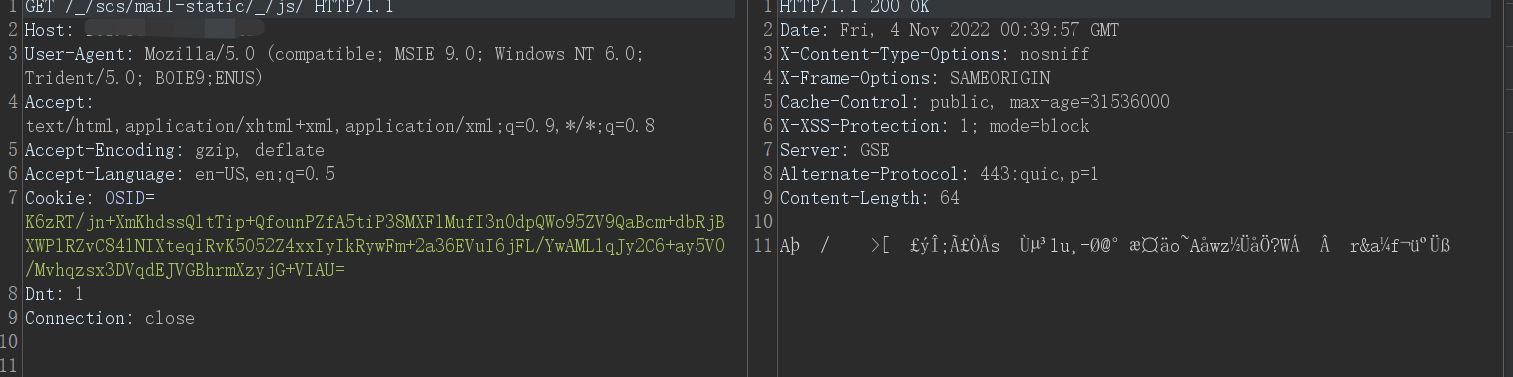 1 GET /_/scs/mail-static/_/js/ HTTP/1.1
2 Host:
3 User-Agent: Mozilla/5.0 (compatible; MSIE 9.0; Windows NT 6.0;
Trident/5.0; BOIE9;ENUS)
4 Accept:
text/html,application/xhtml+xml,application/xml;q=0.9,*/*;q=0.8
5 Accept-Encoding: gzip, deflate
6 Accept-Language: en-US,en;q=0.5
7 Cookie: OSID=
K6zRT/jn+XmKhdssQltTip+QfounPZfA5tiP38MXFlMufI3nOdpQWo95ZV9QaBcm+dbRjB
XWPlRZvC84lNIXteqiRvK5052Z4xxIyIkRywFm+2a36EVuI6jFL/YwAMLlqJy2C6+ay5V0
/Mvhqzsx3DVqdEJVGBhrmXzyjG+VIAU=
8 Dnt: 1
9 Connection: close
10
11
1 HTTP/1.1 200 OK
2 Date: Fri, 4 Nov 2022 00:39:57 GMT
3 X-Content-Type-Options: nosniff
4 X-Frame-Options: SAMEORIGIN
5 Cache-Control: public, max-age=31536000
6 X-XSS-Protection: 1; mode=block
7 Server: GSE
8 Alternate-Protocol: 443:quic,p=1
9 Content-Length: 64
10
11 Aþ / >[ £ýÎ;Ã£ÒÅs Ùµ³lu¸-Ø@° æ¤äo~Aåwz½ÜåÖ?WÁ Â r&a¼f¬üºÜß